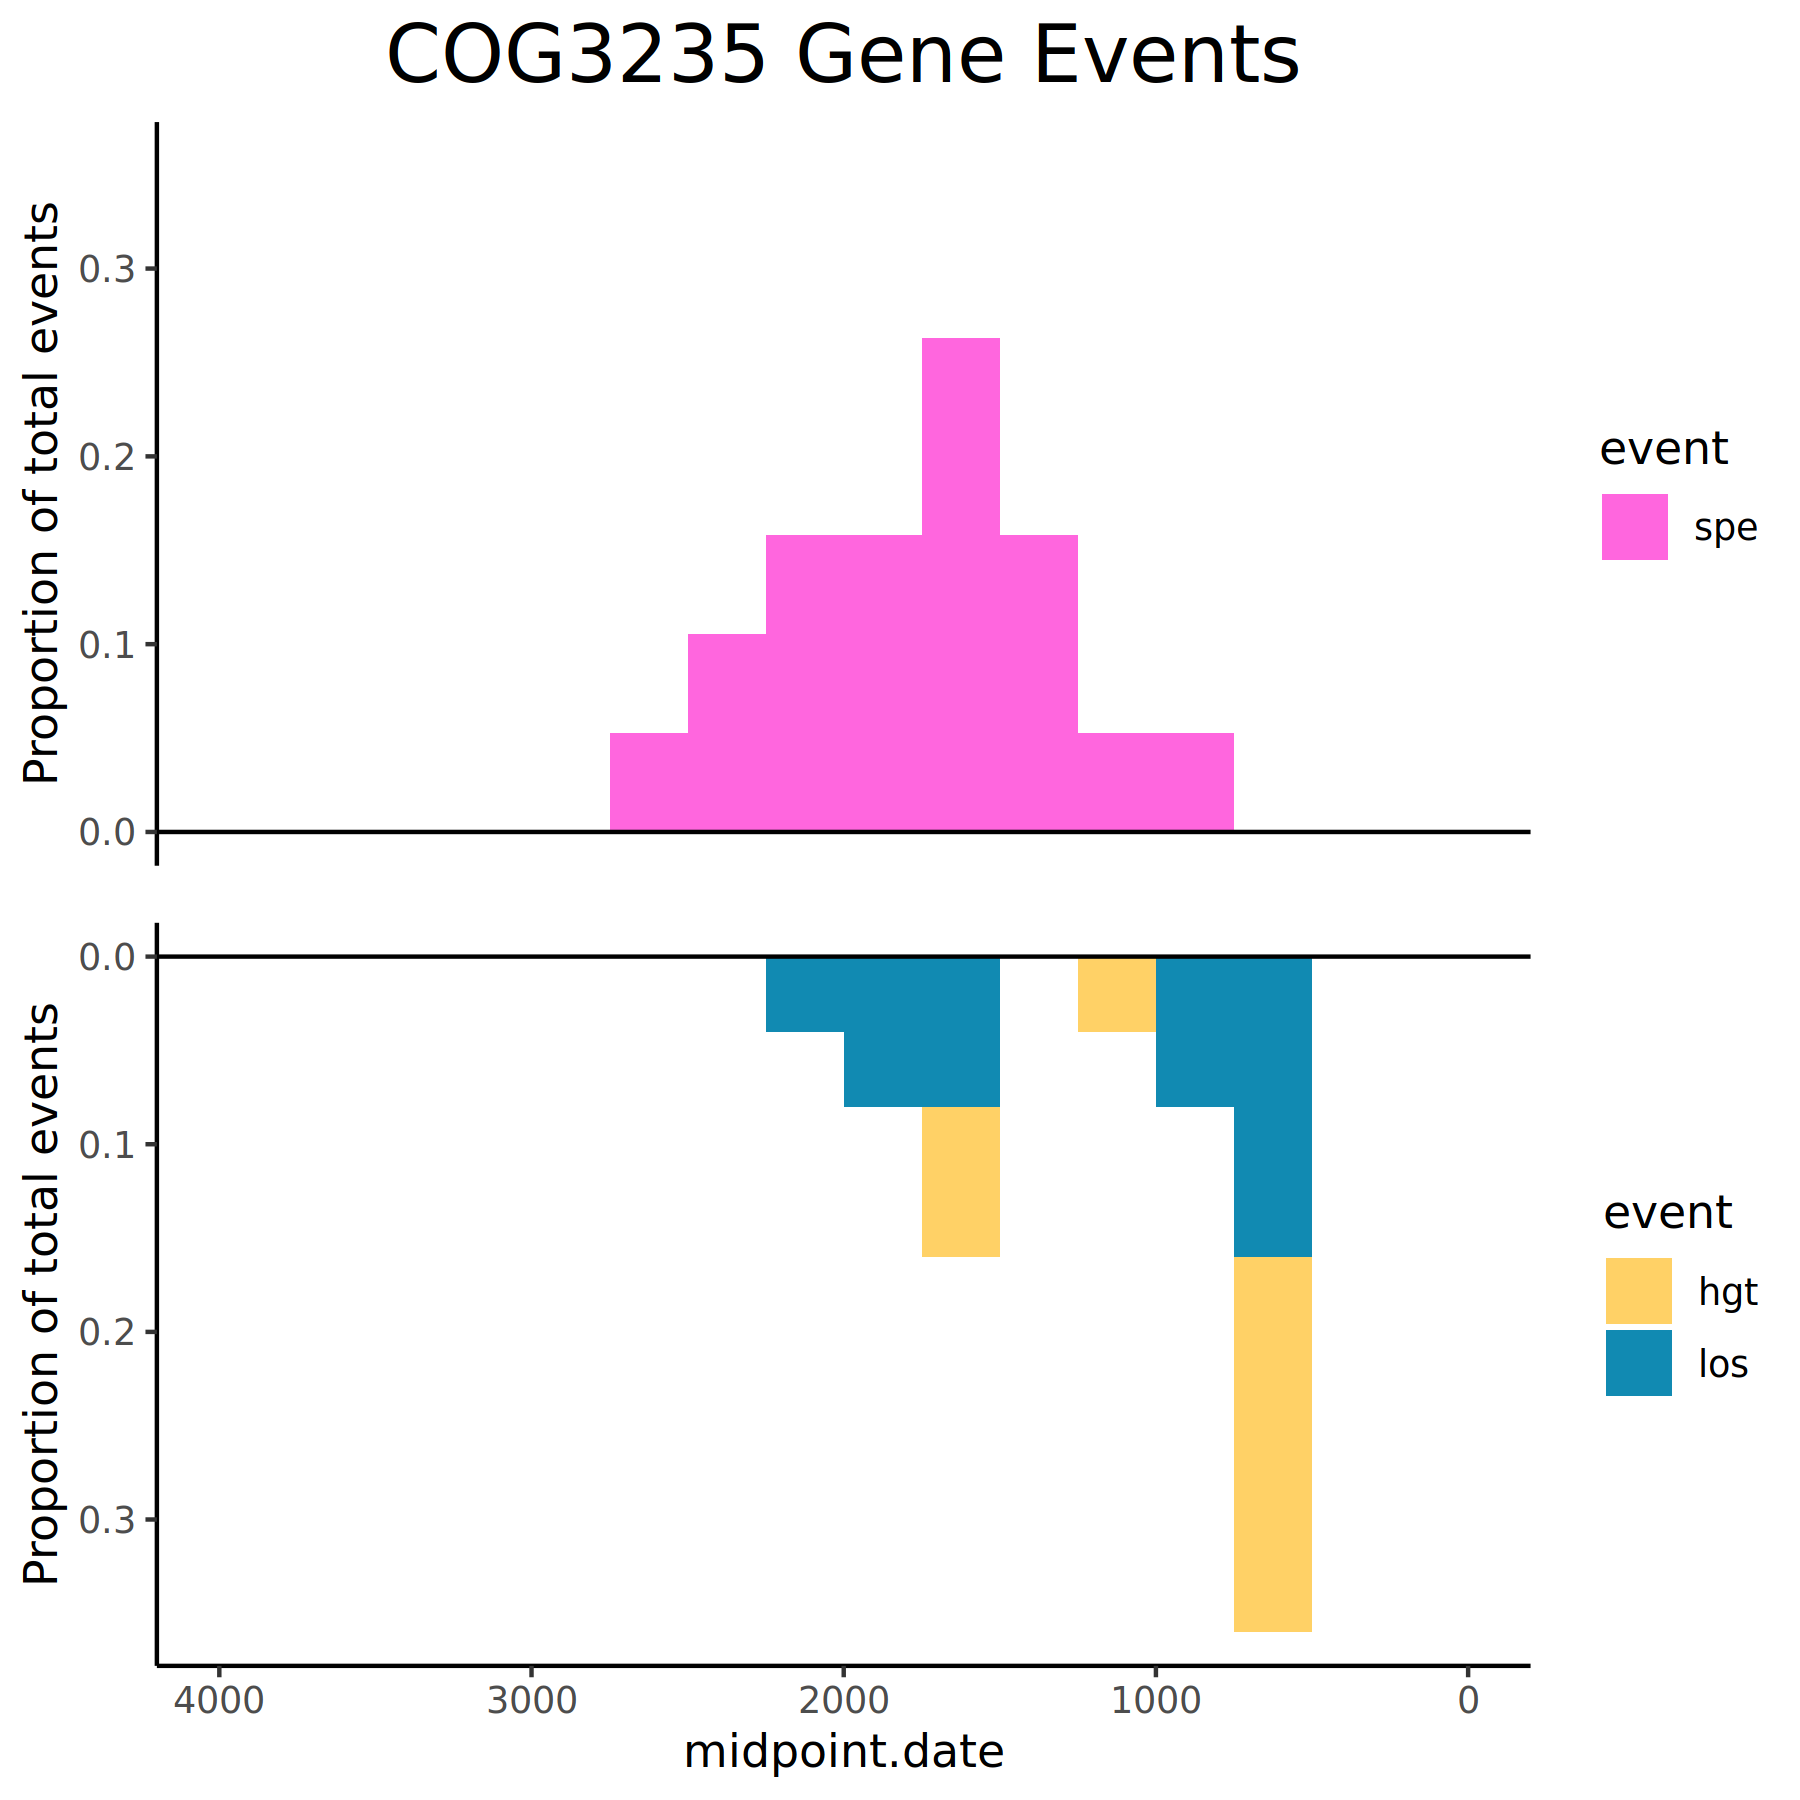 COG3235 Gene Events
Proportion of total events
0.3
0.2
0.1
0.0
event
spe
Proportion of total events
0.0
0.1
0.2
0.3
event
hgt
los
4000 3000 2000 1000 0
midpoint.date